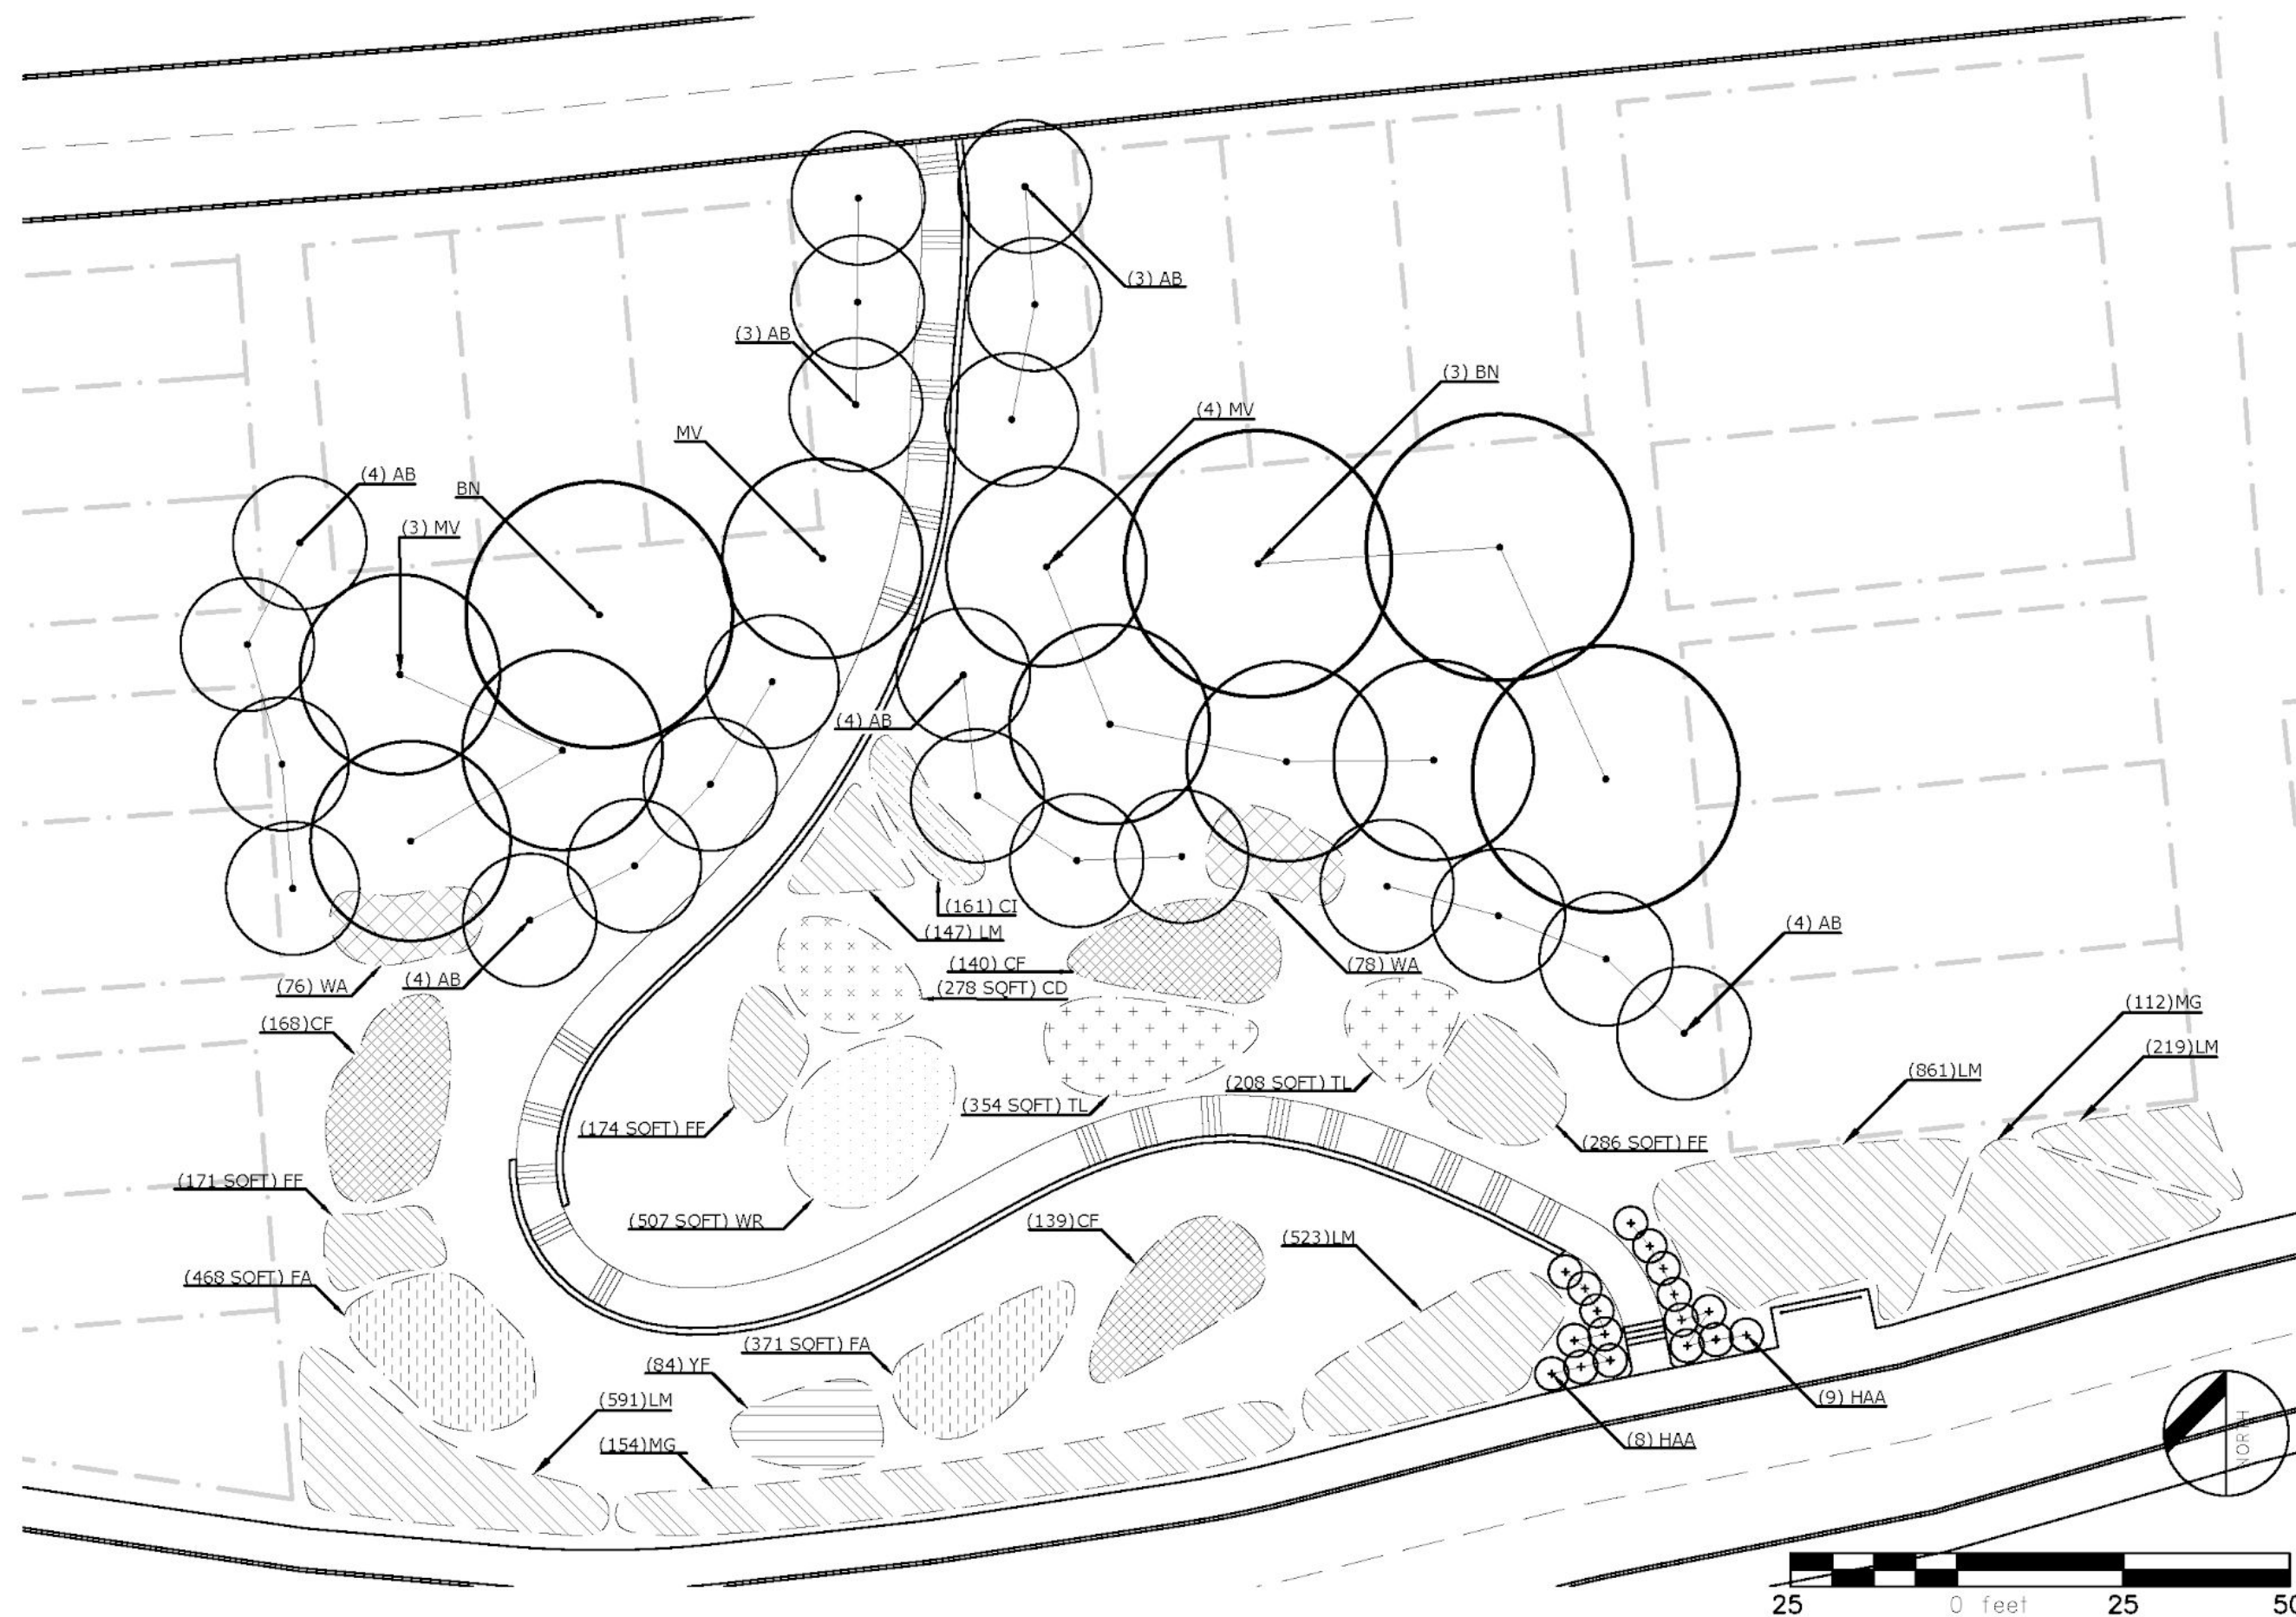 (3) AB
(3) AB
(3) BN
(4) MV
MV
(4) AB
BN
(3) MV
(4) AB
(161) CI
(147) LM
(4) AB
(140) CF
(78) WA
(4) AB
(76) WA
(278 SQFT) CD
(112)MG
(168)CF
(219)LM
(861)LM
(208 SQFT) TL
(354 SQFT) TL
(174 SQFT) FF
(286 SQFT) FF
(171 SQFT) FF
(507 SQFT) WR
(139)CF
(523)LM
(468 SQFT) FA
(371 SQFT) FA
(84) YF
(591)LM
(9) HAA
(154)MG
(8) HAA
NORTH
25 0 feet 25